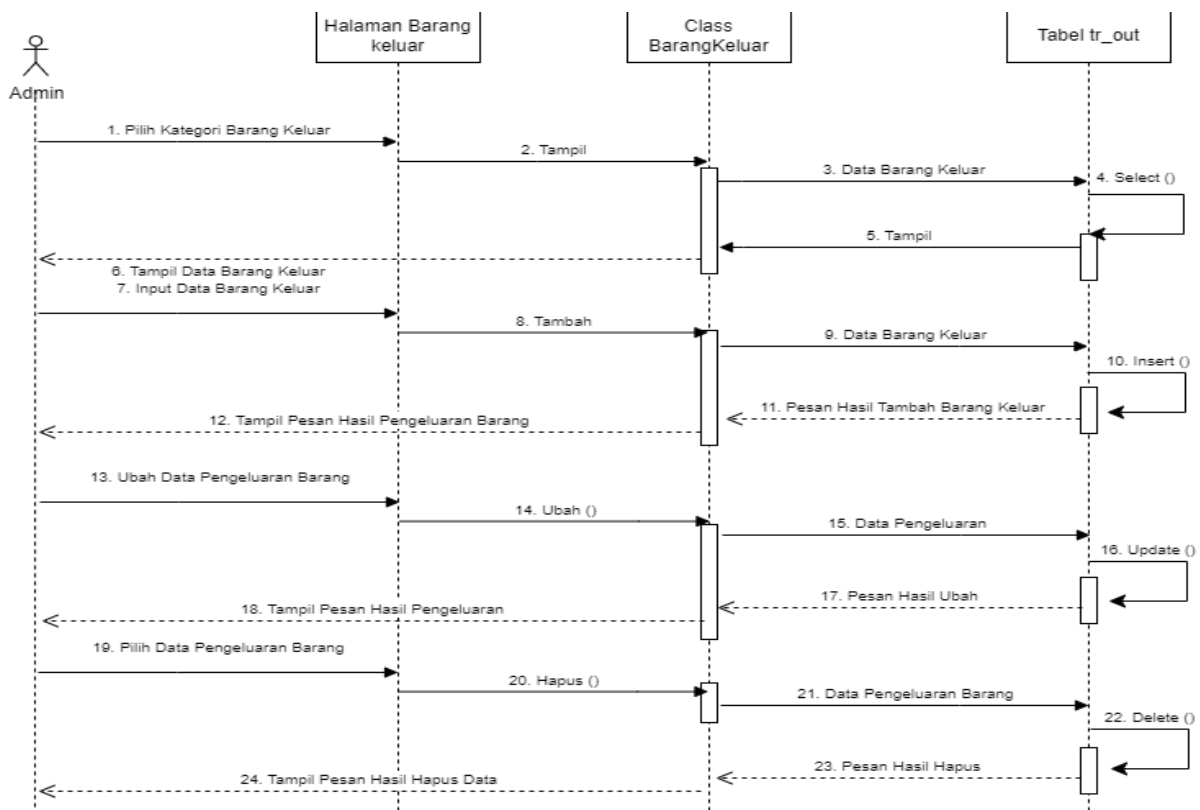 Halaman Barang
keluar
Class
BarangKeluar
Tabel tr_out
Admin
1. Pilih Kategori Barang Keluar
2. Tampil
3. Data Barang Keluar
4. Select ()
5. Tampil
6. Tampil Data Barang Keluar
7. Input Data Barang Keluar
8. Tambah
9. Data Barang Keluar
10. Insert ()
11. Pesan Hasil Tambah Barang Keluar
12. Tampil Pesan Hasil Pengeluaran Barang
13. Ubah Data Pengeluaran Barang
14. Ubah ()
15. Data Pengeluaran
16. Update ()
17. Pesan Hasil Ubah
18. Tampil Pesan Hasil Pengeluaran
19. Pilih Data Pengeluaran Barang
20. Hapus ()
21. Data Pengeluaran Barang
22. Delete ()
23. Pesan Hasil Hapus
24. Tampil Pesan Hasil Hapus Data